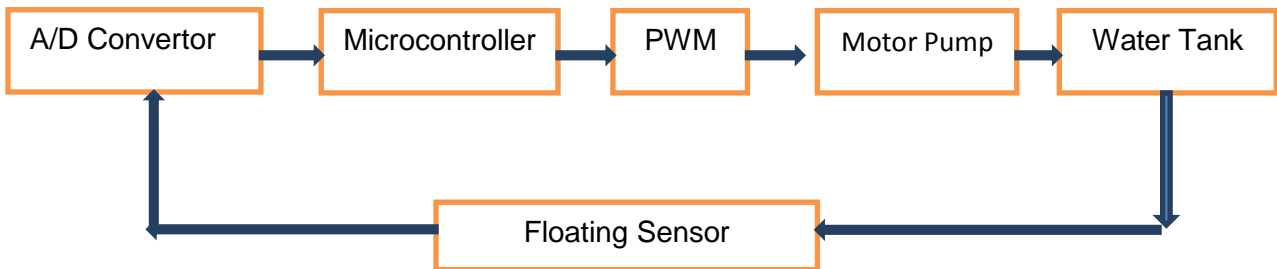 A/D Convertor
Microcontroller
PWM
Motor Pump
Water Tank
Floating Sensor